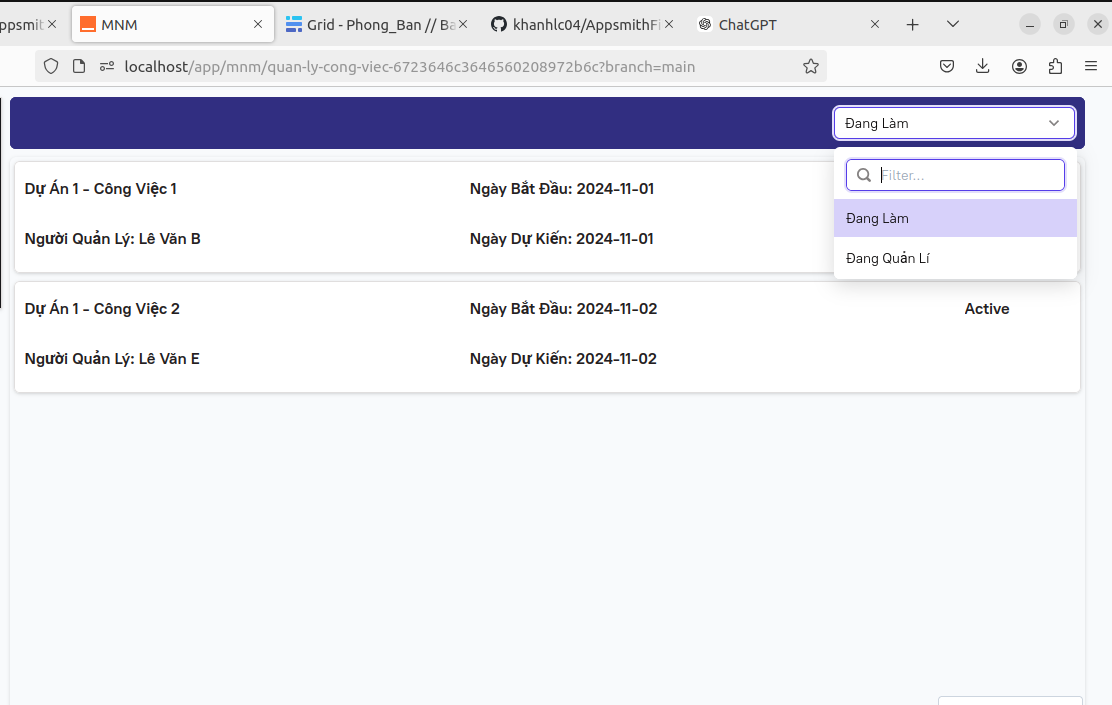 ppsmit
MNM
Grid - Phong_Ban // Ba
khanhlc04/AppsmithFi
ChatGPT
localhost/app/mnm/quan-ly-cong-viec-6723646c3646560208972b6c?branch=main
Đang Làm
Filter...
Đang Làm
Đang Quản Lí
Dự Án 1 - Công Việc 1
Ngày Bắt Đầu: 2024-11-01
Người Quản Lý: Lê Văn B
Ngày Dự Kiến: 2024-11-01
Dự Án 1 - Công Việc 2
Ngày Bắt Đầu: 2024-11-02
Active
Người Quản Lý: Lê Văn E
Ngày Dự Kiến: 2024-11-02